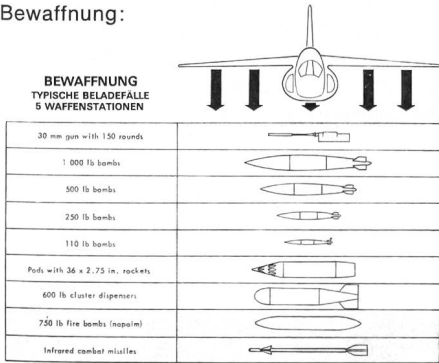 Bewaffnung:
BEWAFFNUNG
TYPISCHE BELADEFÄLLE
5 WAFFENSTATIONEN
30 mm gun with 150 rounds
1 000 lb bombs
500 lb bombs
250 lb bombs
110 lb bombs
Pods with 36 x 2.75 in. rockets
600 lb cluster dispensers
750 lb fire bombs (napalm)
Infrared combat missiles